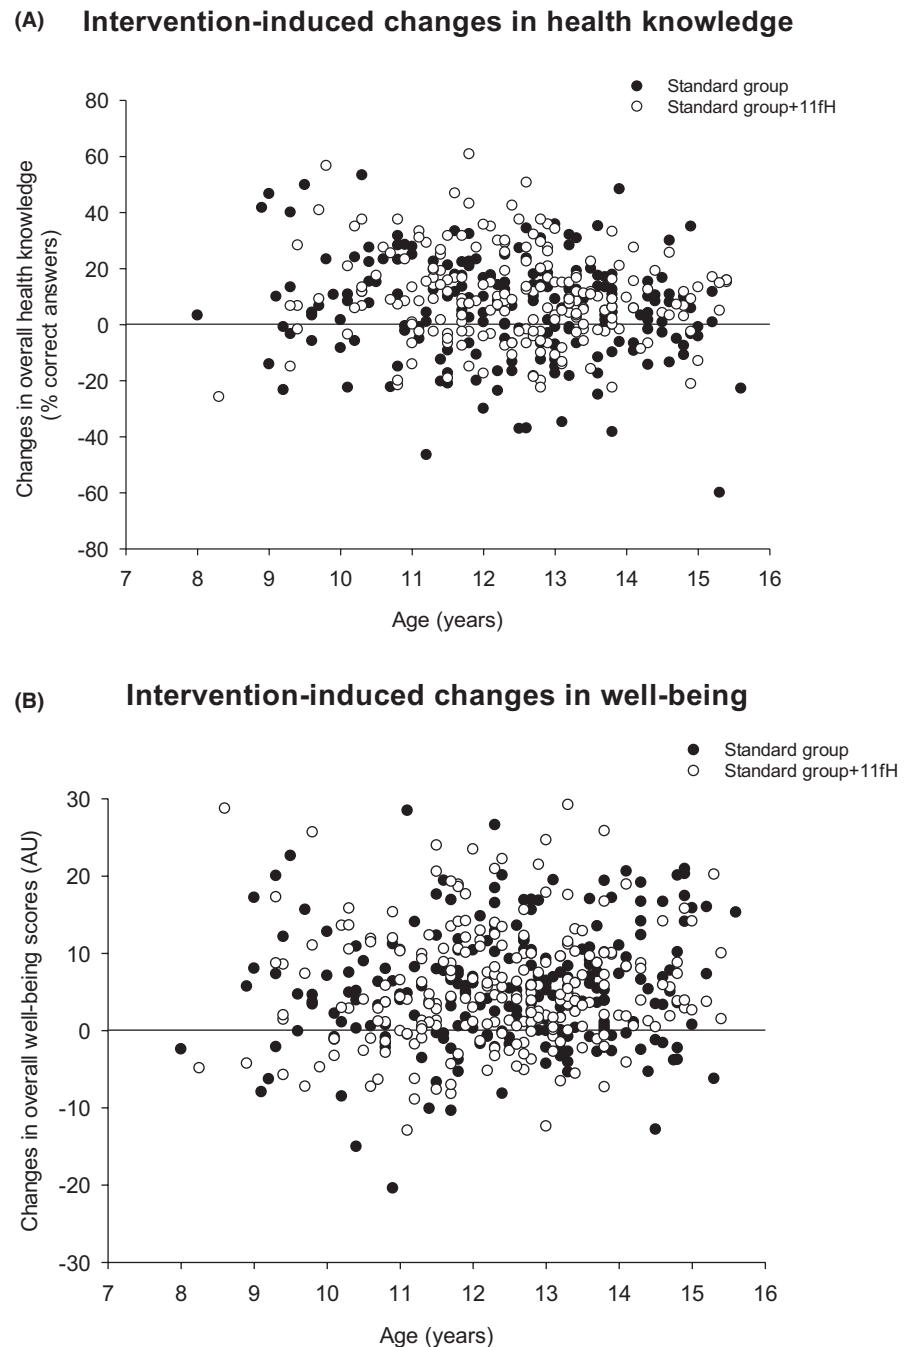 (A) Intervention-induced changes in health knowledge
Standard group
Standard group+11fH
Changes in overall health knowledge
(% correct answers)
80
60
40
20
0
-20
-40
-60
-80
7 8 9 10 11 12 13 14 15 16
Age (years)
(B) Intervention-induced changes in well-being
Standard group
Standard group+11fH
Changes in overall well-being scores (AU)
30
20
10
0
-10
-20
-30
7 8 9 10 11 12 13 14 15 16
Age (years)